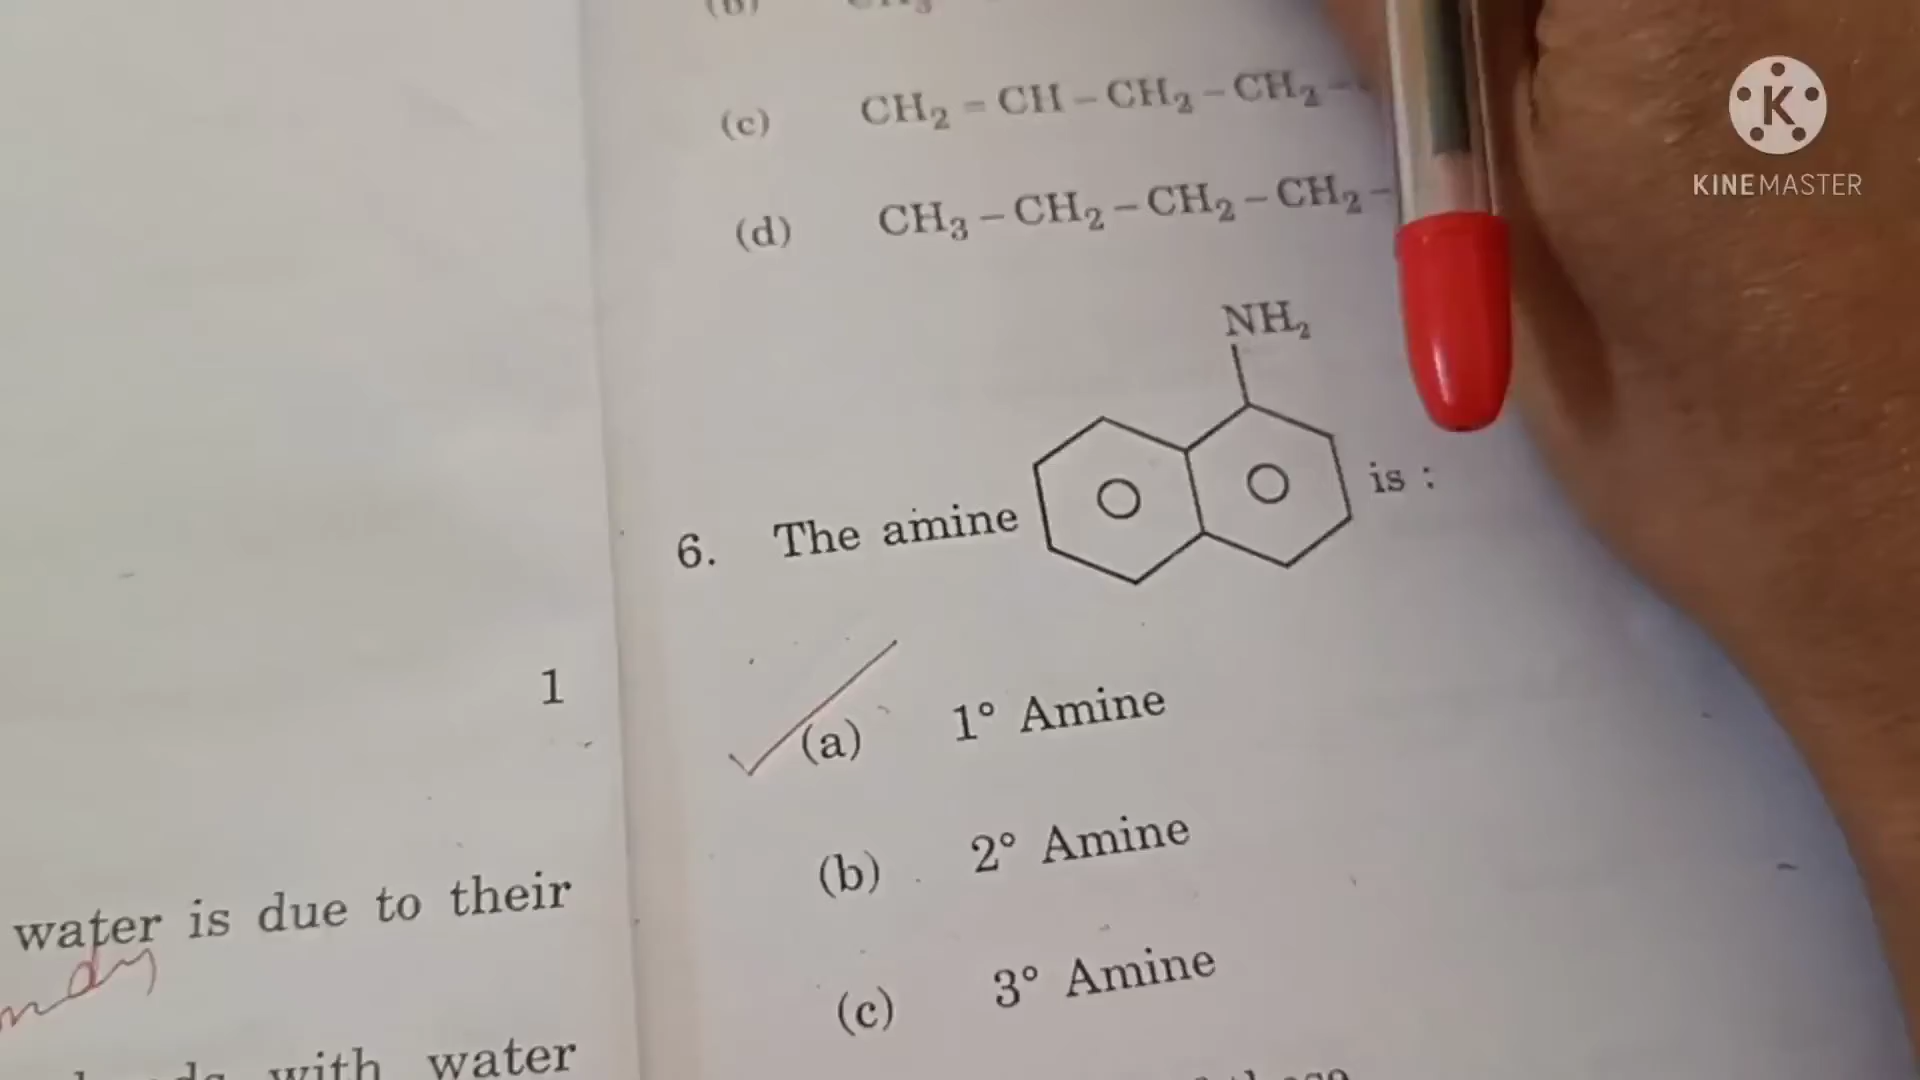 (c) CH₂ = CH – CH₂ – CH₂ –
(d) CH₃ – CH₂ – CH₂ – CH₂ –
NH₂
6. The amine is :
(a) 1° Amine
(b) 2° Amine
(c) 3° Amine
1
water is due to their
with water
K
KINEMASTER